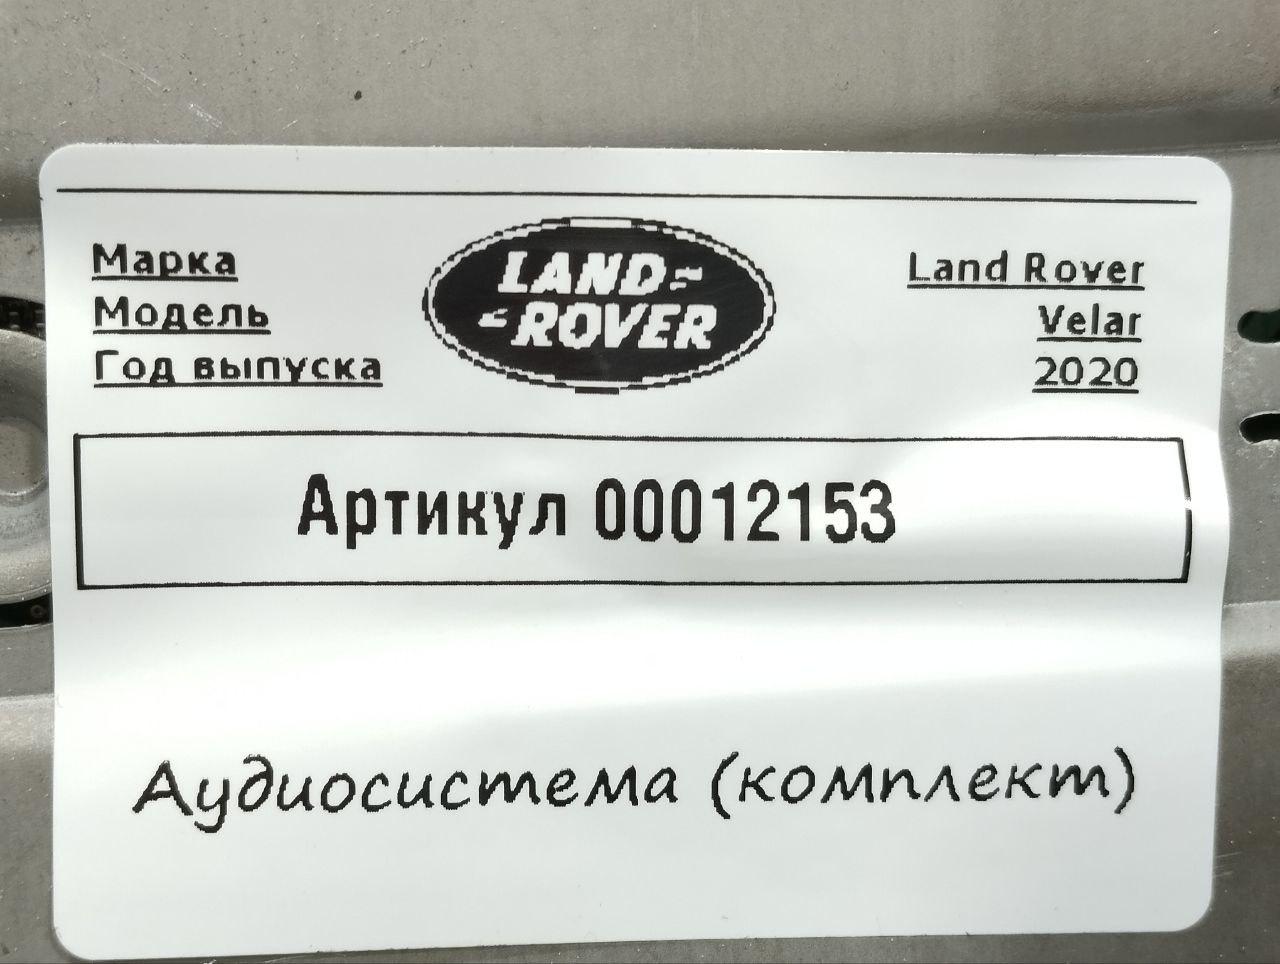 Марка LAND ROVER Land Rover
Модель Velar
Год выпуска 2020
Артикул 00012153
Аудиосистема (комплект)